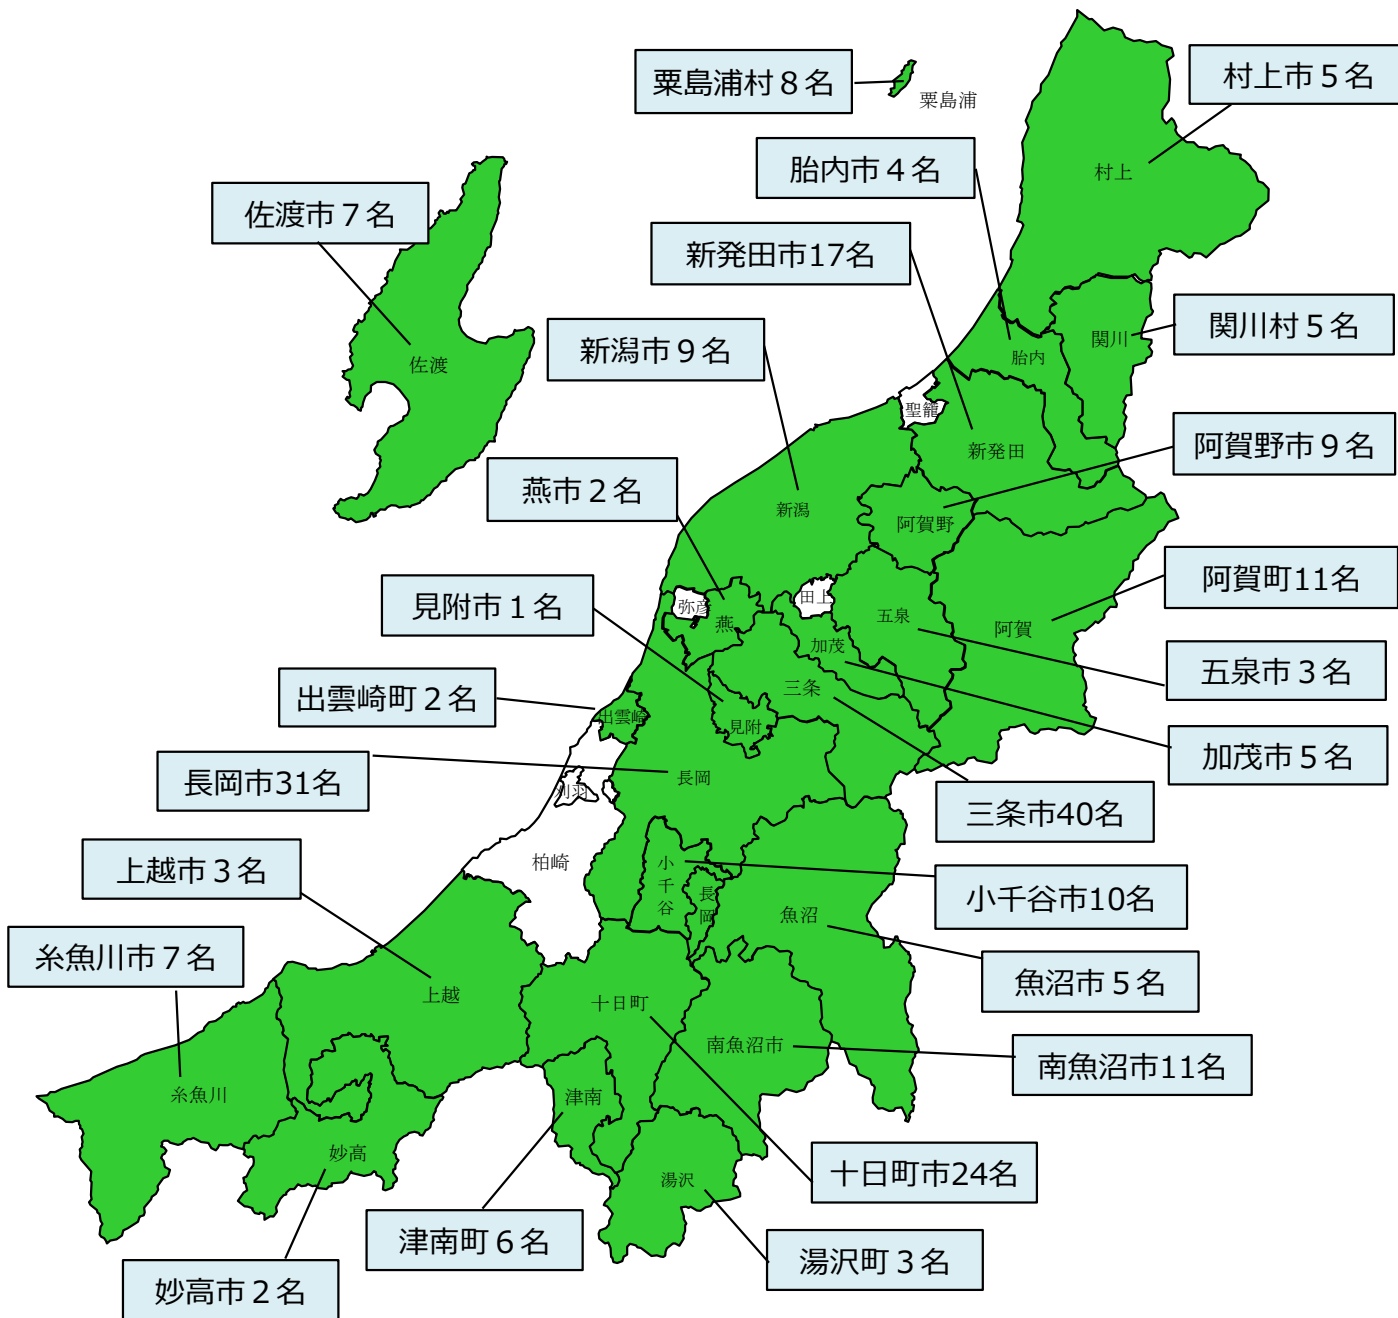 粟島浦村８名
村上市５名
粟島浦
胎内市４名
村上
佐渡市７名
新発田市17名
関川村５名
新潟市９名
関川
胎内
佐渡
聖籠
阿賀野市９名
新発田
燕市２名
新潟
阿賀野
阿賀町11名
見附市１名
弥彦
田上
燕
五泉
阿賀
加茂
五泉市３名
出雲崎町２名
三条
出雲崎
見附
加茂市５名
長岡市31名
長岡
刈羽
三条市40名
上越市３名
柏崎
小千谷
長岡
小千谷市10名
魚沼
糸魚川市７名
魚沼市５名
上越
十日町
南魚沼市
南魚沼市11名
糸魚川
津南
妙高
十日町市24名
湯沢
津南町６名
湯沢町３名
妙高市２名